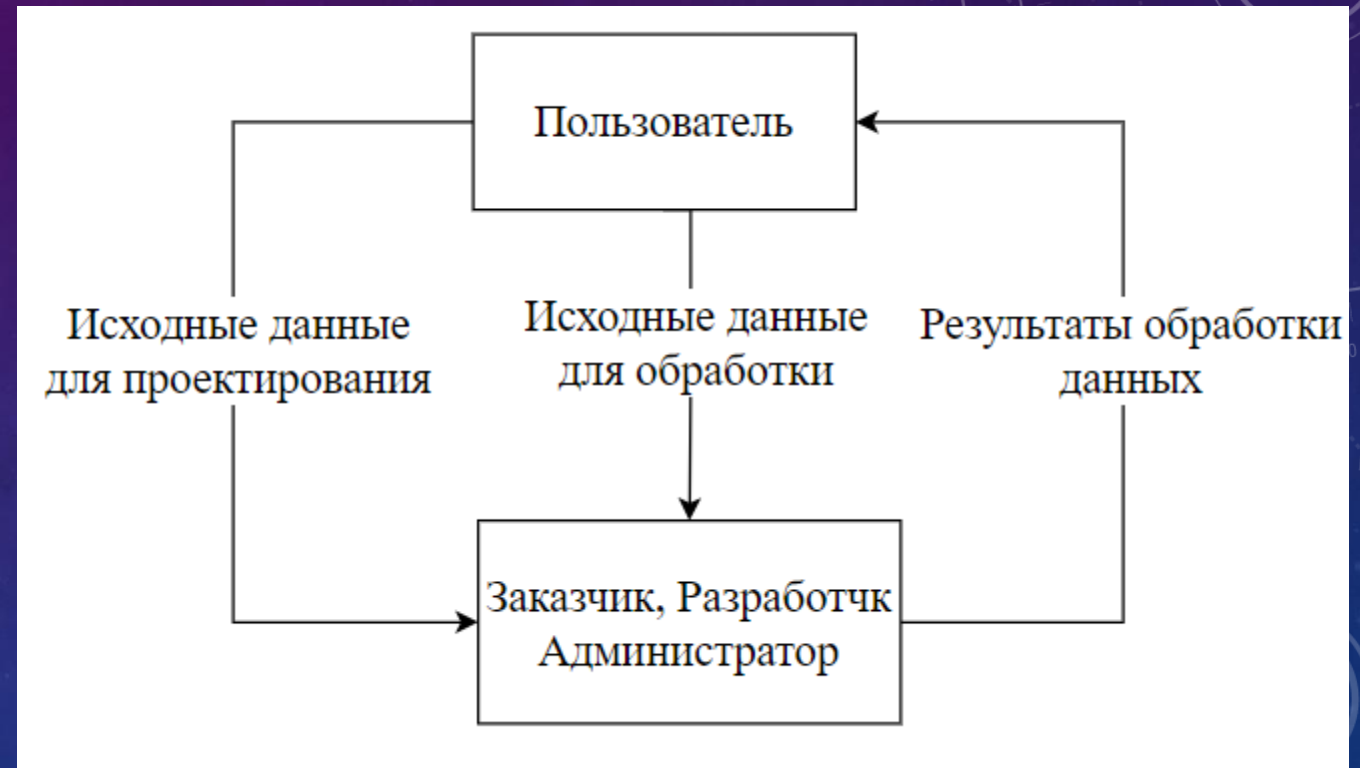 Пользователь
Исходные данные
для проектирования
Исходные данные
для обработки
Результаты обработки
данных
Заказчик, Разработчк
Администратор